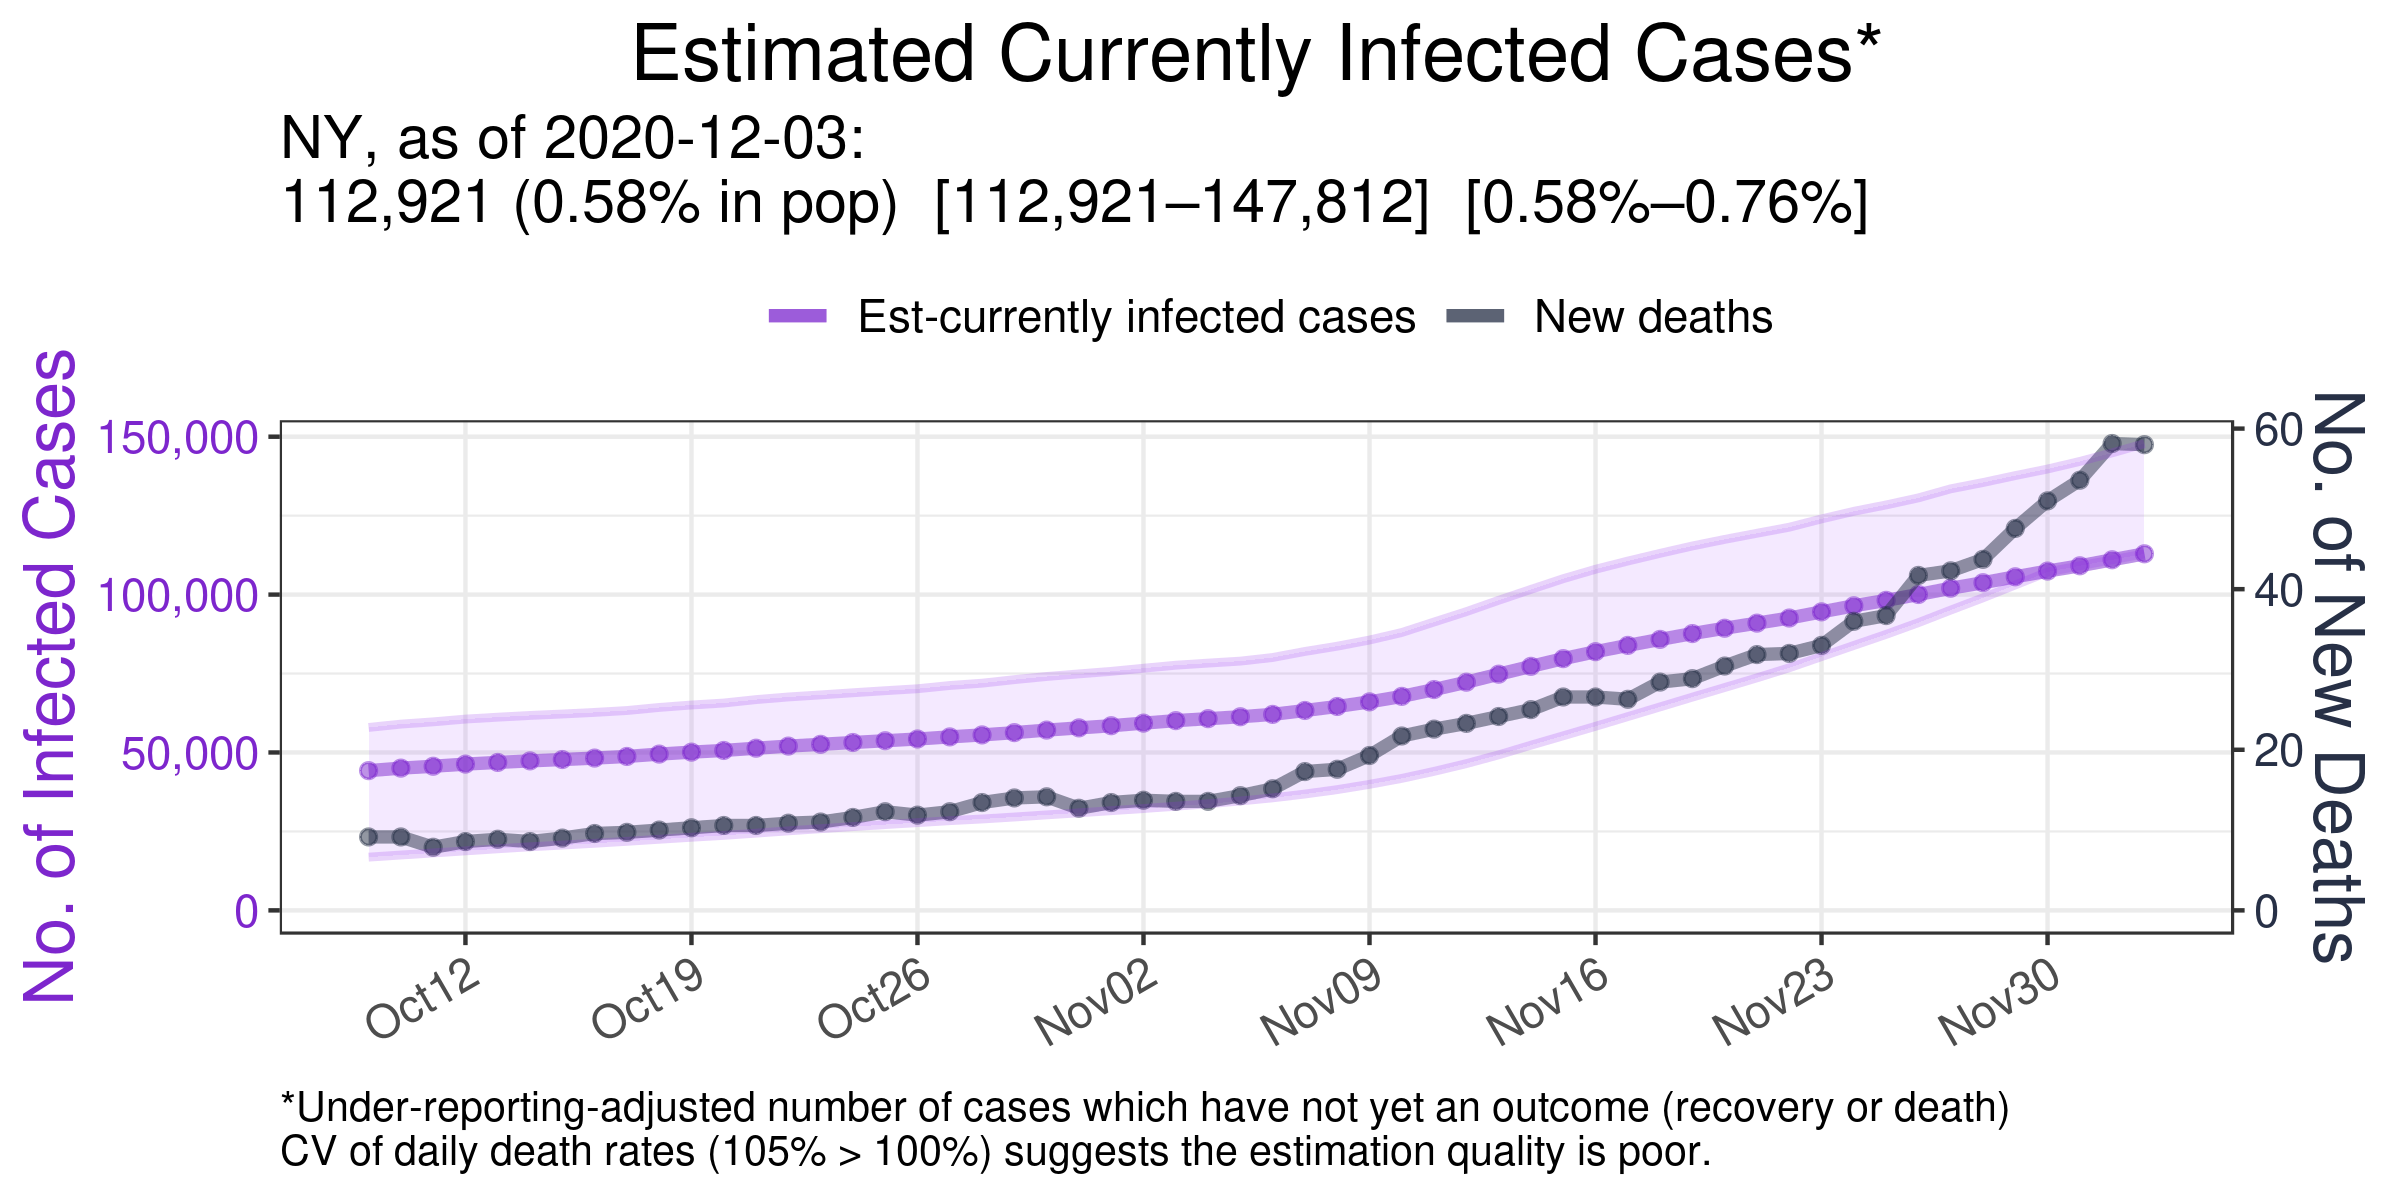 Estimated Currently Infected Cases*
NY, as of 2020-12-03:
112,921 (0.58% in pop)  [112,921–147,812]  [0.58%–0.76%]
Est-currently infected cases
New deaths
No. of Infected Cases
150,000
100,000
50,000
0
60
40
20
0
No. of New Deaths
Oct12
Oct19
Oct26
Nov02
Nov09
Nov16
Nov23
Nov30
*Under-reporting-adjusted number of cases which have not yet an outcome (recovery or death)
CV of daily death rates (105% > 100%) suggests the estimation quality is poor.